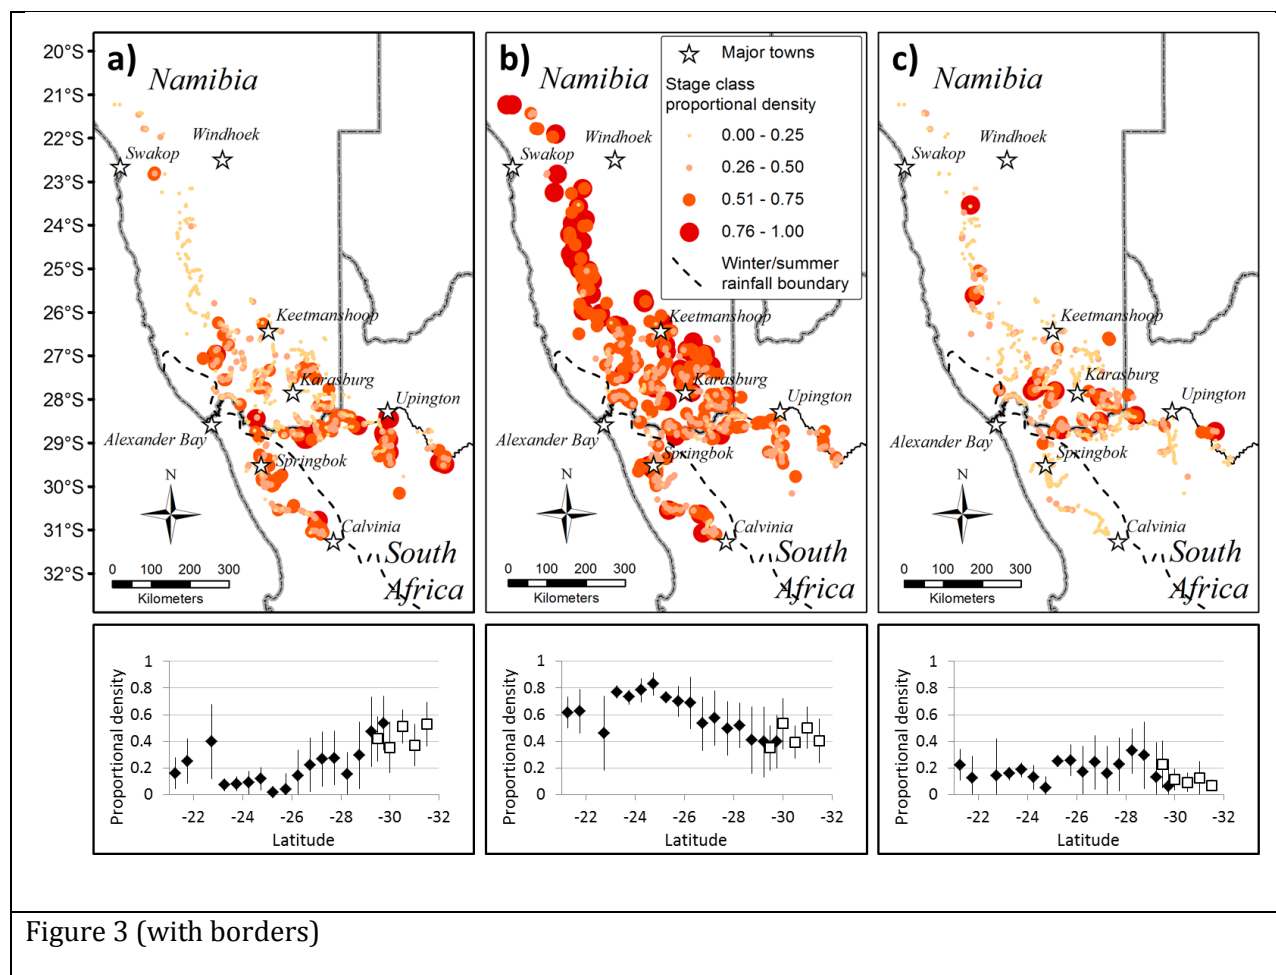 20°S
21°S
22°S
23°S
24°S
25°S
26°S
27°S
28°S
29°S
30°S
31°S
32°S
a)
Namibia
Windhoek
Swakop
Keetmanshoop
Karasburg
Upington
Alexander Bay
Springbok
N
Calvinia
South
Africa
0 100 200 300
Kilometers
b)
Namibia
Windhoek
Swakop
Keetmanshoop
Karasburg
Upington
Alexander Bay
Springbok
N
Calvinia
South
Africa
0 100 200 300
Kilometers
Major towns
Stage class
proportional density
0.00 - 0.25
0.26 - 0.50
0.51 - 0.75
0.76 - 1.00
Winter/summer
rainfall boundary
c)
Namibia
Windhoek
Swakop
Keetmanshoop
Karasburg
Upington
Alexander Bay
Springbok
N
Calvinia
South
Africa
0 100 200 300
Kilometers
Proportional density
1
0.8
0.6
0.4
0.2
0
-22 -24 -26 -28 -30 -32
Latitude
Proportional density
1
0.8
0.6
0.4
0.2
0
-22 -24 -26 -28 -30 -32
Latitude
Proportional density
1
0.8
0.6
0.4
0.2
0
-22 -24 -26 -28 -30 -32
Latitude
Figure 3 (with borders)